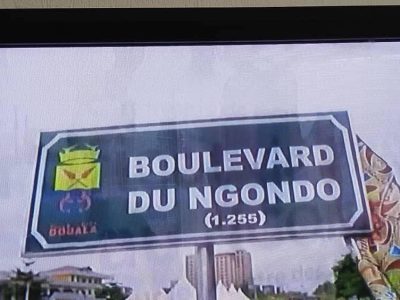 BOULEVARD
DU NGONDO
(1.255)
DOUALA